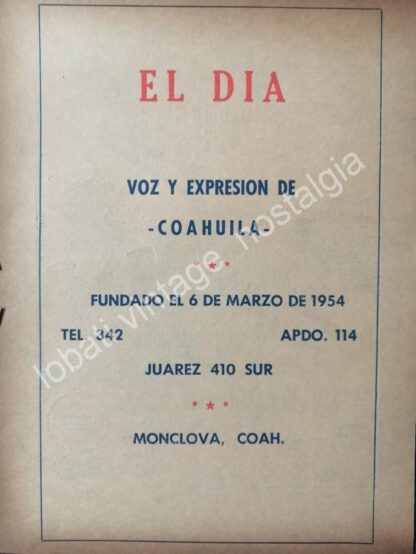 EL DIA
VOZ Y EXPRESION DE
-COAHUILA-
* * *
FUNDADO EL 6 DE MARZO DE 1954
TEL. 342 APDO. 114
JUAREZ 410 SUR
* * *
MONCLOVA, COAH.
lobati vintage_nostalgia